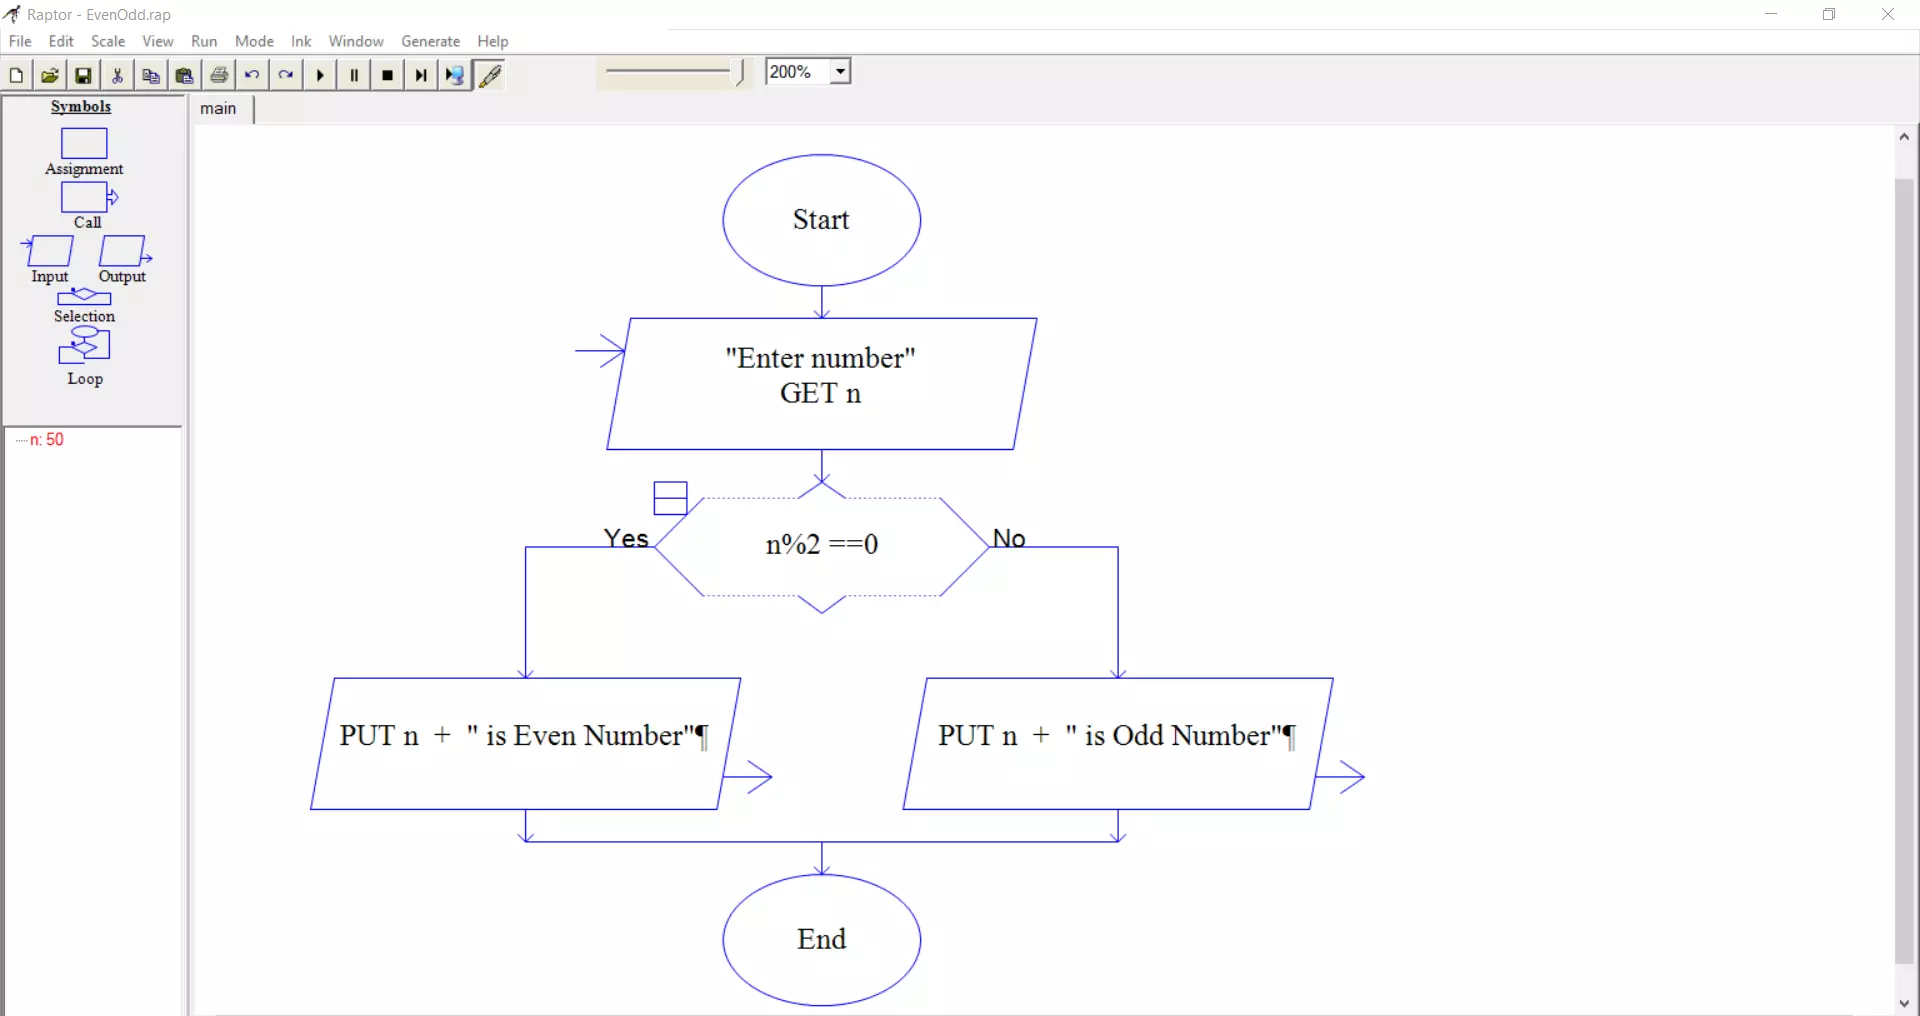 Raptor - EvenOdd.rap
File Edit Scale View Run Mode Ink Window Generate Help
200%
Symbols
main
Assignment
Call
Input Output
Selection
Loop
n: 50
Start
"Enter number"
GET n
Yes
n%2 ==0
No
PUT n + " is Even Number"¶
PUT n + " is Odd Number"¶
End